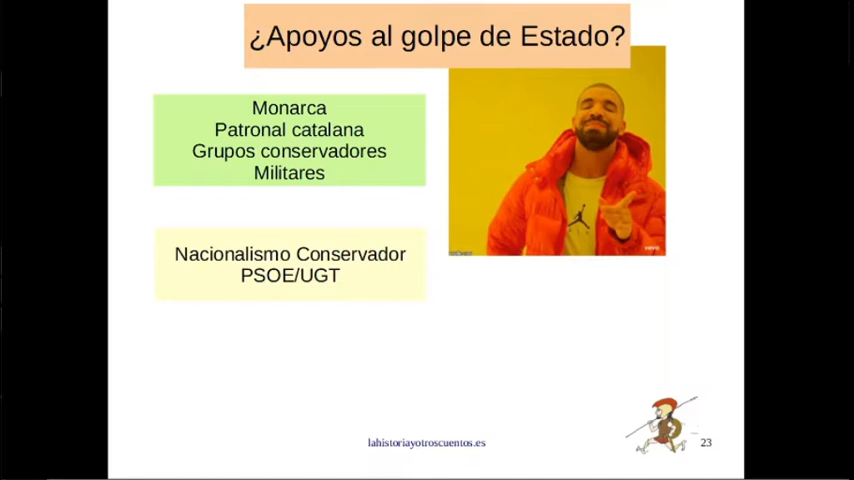 ¿Apoyos al golpe de Estado?
Monarca
Patronal catalana
Grupos conservadores
Militares
Nacionalismo Conservador
PSOE/UGT
lahistoriayotroscuentos.es
23